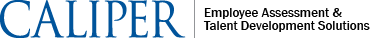 CALIPER
Employee Assessment &
Talent Development Solutions